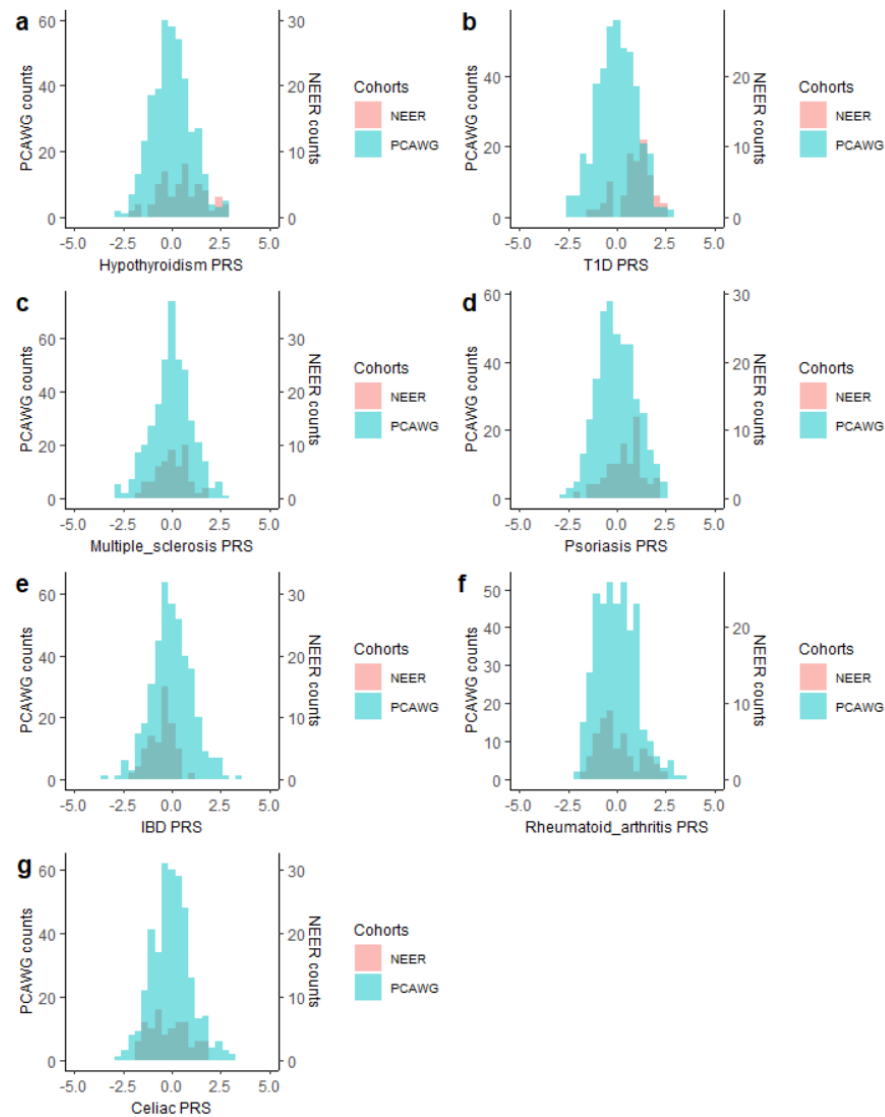 a
60
40
20
0
PCAWG counts
30
20
10
0
NEER counts
-5.0 -2.5 0.0 2.5 5.0
Hypothyroidism PRS
Cohorts
NEER
PCAWG
b
40
20
0
PCAWG counts
20
10
0
NEER counts
-5.0 -2.5 0.0 2.5 5.0
T1D PRS
Cohorts
NEER
PCAWG
c
60
40
20
0
PCAWG counts
30
20
10
0
NEER counts
-5.0 -2.5 0.0 2.5 5.0
Multiple_sclerosis PRS
Cohorts
NEER
PCAWG
d
60
40
20
0
PCAWG counts
30
20
10
0
NEER counts
-5.0 -2.5 0.0 2.5 5.0
Psoriasis PRS
Cohorts
NEER
PCAWG
e
60
40
20
0
PCAWG counts
30
20
10
0
NEER counts
-5.0 -2.5 0.0 2.5 5.0
IBD PRS
Cohorts
NEER
PCAWG
f
50
40
30
20
10
0
PCAWG counts
20
10
0
NEER counts
-5.0 -2.5 0.0 2.5 5.0
Rheumatoid_arthritis PRS
Cohorts
NEER
PCAWG
g
60
40
20
0
PCAWG counts
30
20
10
0
NEER counts
-5.0 -2.5 0.0 2.5 5.0
Celiac PRS
Cohorts
NEER
PCAWG